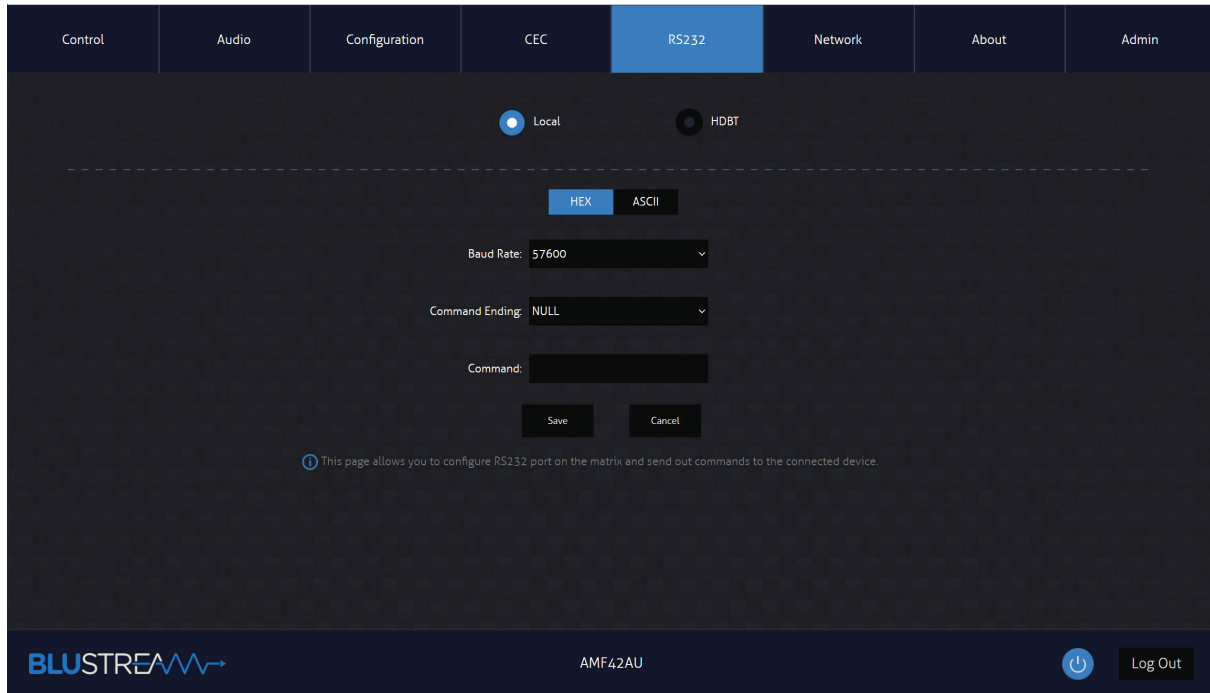 Control Audio Configuration CEC RS232 Network About Admin
Local HDBT
HEX ASCII
Baud Rate: 57600
Command Ending: NULL
Command:
Save Cancel
This page allows you to configure RS232 port on the matrix and send out commands to the connected device.
BLUSTREAM AMF42AU Log Out